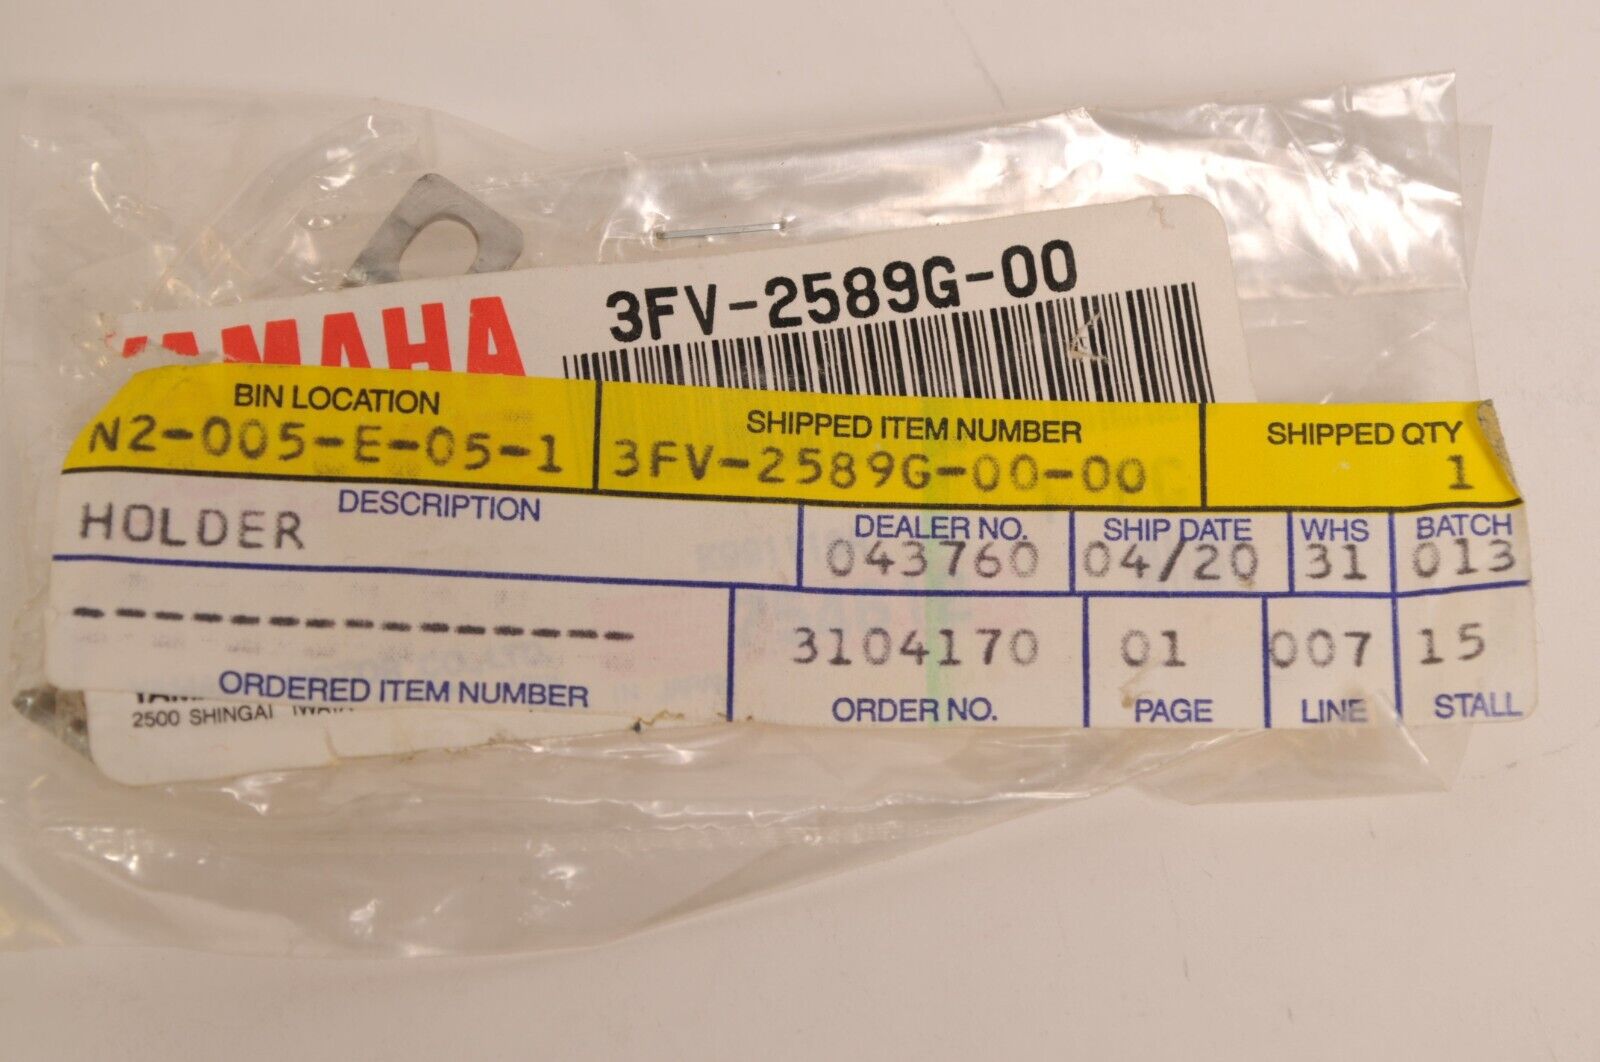 3FV-2589G-00
YAMAHA
BIN LOCATION
N2-005-E-05-1
SHIPPED ITEM NUMBER
3FV-2589G-00-00
SHIPPED QTY
1
DESCRIPTION
HOLDER
DEALER NO.
043760
SHIP DATE
04/20
WHS
31
BATCH
013
-------------
ORDERED ITEM NUMBER
3104170
ORDER NO.
01
PAGE
007
LINE
15
STALL
2500 SHINGAI